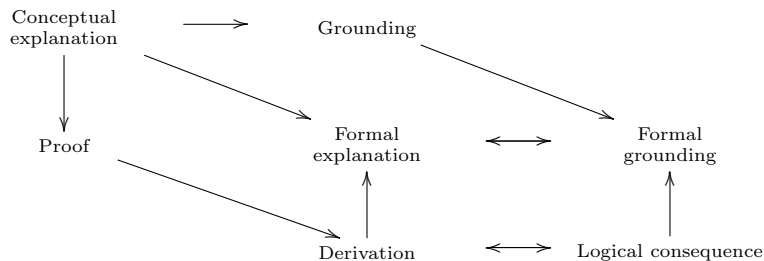 Conceptual
explanation
Grounding
Proof
Formal
explanation
Formal
grounding
Derivation
Logical consequence